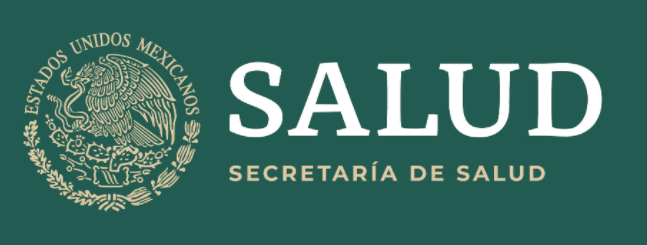 ESTADOS UNIDOS MEXICANOS
SALUD
SECRETARÍA DE SALUD